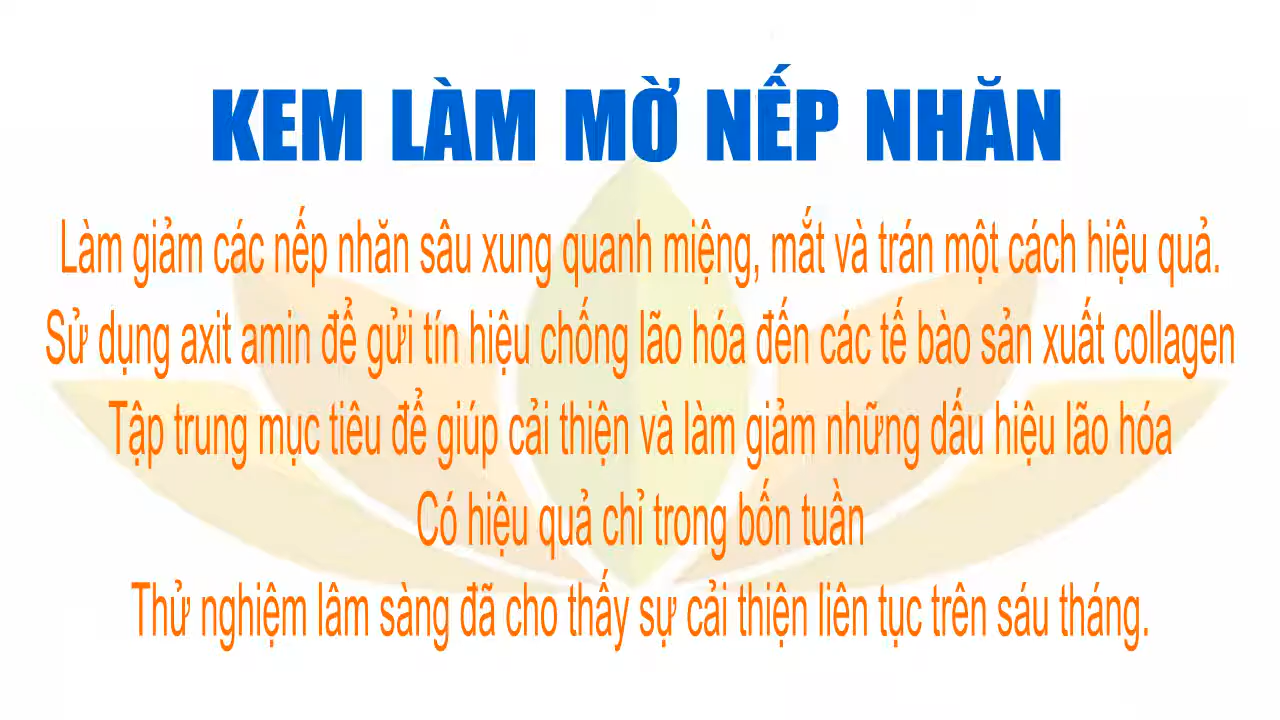 KEM LÀM MỜ NẾP NHĂN
Làm giảm các nếp nhăn sâu xung quanh miệng, mắt và trán một cách hiệu quả.
Sử dụng axit amin để gửi tín hiệu chống lão hóa đến các tế bào sản xuất collagen
Tập trung mục tiêu để giúp cải thiện và làm giảm những dấu hiệu lão hóa
Có hiệu quả chỉ trong bốn tuần
Thử nghiệm lâm sàng đã cho thấy sự cải thiện liên tục trên sáu tháng.